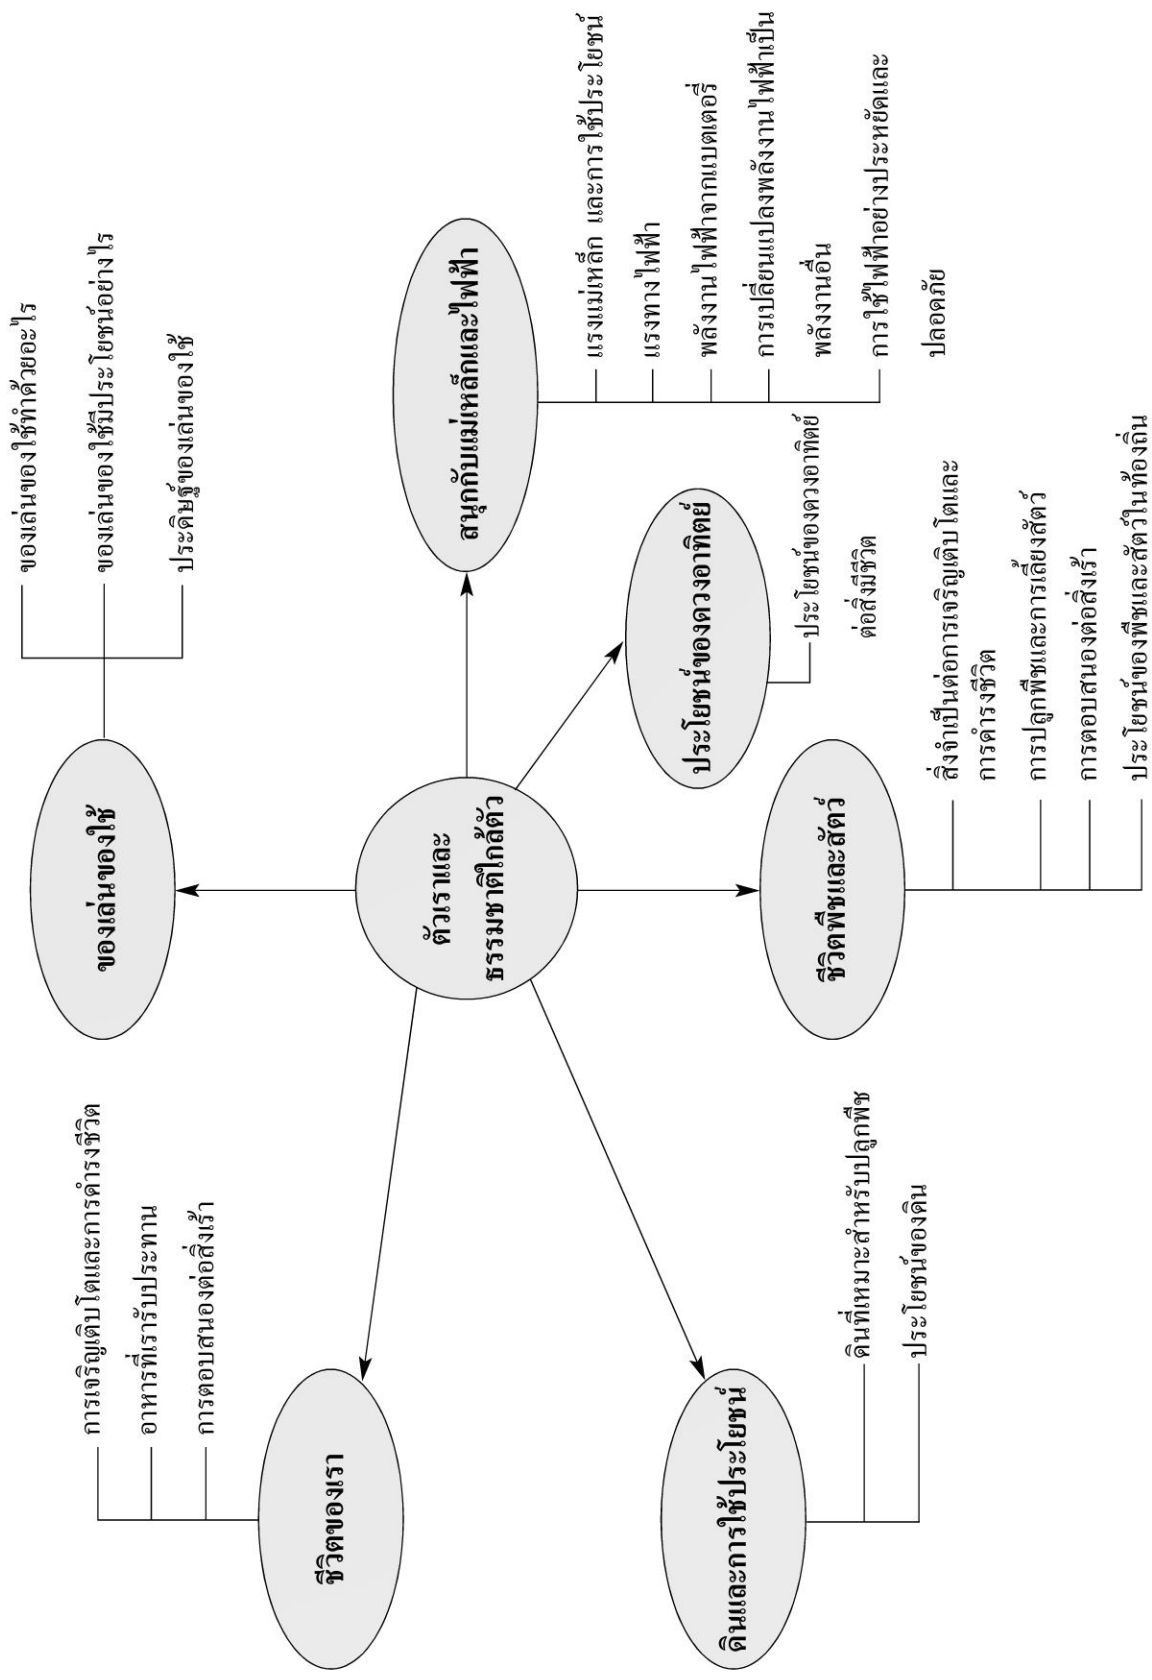 ตัวเราและ
ธรรมชาติใกล้ตัว
ชีวิตของเรา
การเจริญเติบโตและการดำรงชีวิต
อาหารที่เรารับประทาน
การตอบสนองต่อสิ่งเร้า
ของเล่นของใช้
ของเล่นของใช้ทำด้วยอะไร
ของเล่นของใช้มีประโยชน์อย่างไร
ประดิษฐ์ของเล่นของใช้
สนุกกับแม่เหล็กและไฟฟ้า
แรงแม่เหล็ก และการใช้ประโยชน์
แรงทางไฟฟ้า
พลังงานไฟฟ้าจากแบตเตอรี่
การเปลี่ยนแปลงพลังงานไฟฟ้าเป็น
พลังงานอื่น
การใช้ไฟฟ้าอย่างประหยัดและ
ปลอดภัย
ประโยชน์ของดวงอาทิตย์
ประโยชน์ของดวงอาทิตย์
ต่อสิ่งมีชีวิต
ชีวิตพืชและสัตว์
สิ่งจำเป็นต่อการเจริญเติบโตและ
การดำรงชีวิต
การปลูกพืชและการเลี้ยงสัตว์
การตอบสนองต่อสิ่งเร้า
ประโยชน์ของพืชและสัตว์ในท้องถิ่น
ดินและการใช้ประโยชน์
ดินที่เหมาะสำหรับปลูกพืช
ประโยชน์ของดิน